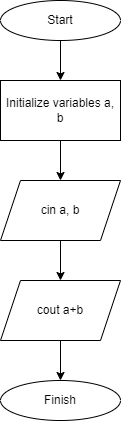 Start
Initialize variables a,
b
cin a, b
cout a+b
Finish